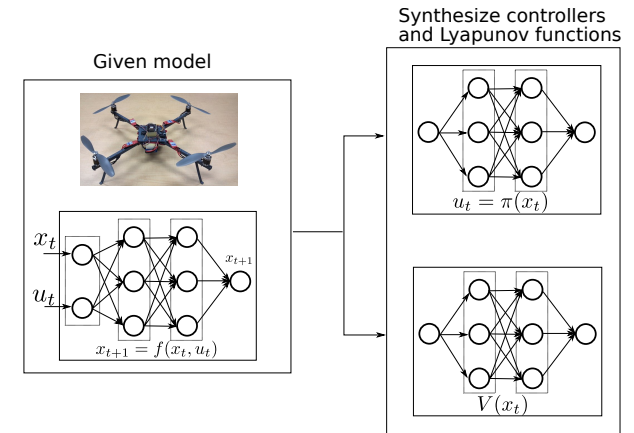 Given model
x_t
u_t
x_{t+1}
x_{t+1} = f(x_t, u_t)
Synthesize controllers
and Lyapunov functions
u_t = π(x_t)
V(x_t)